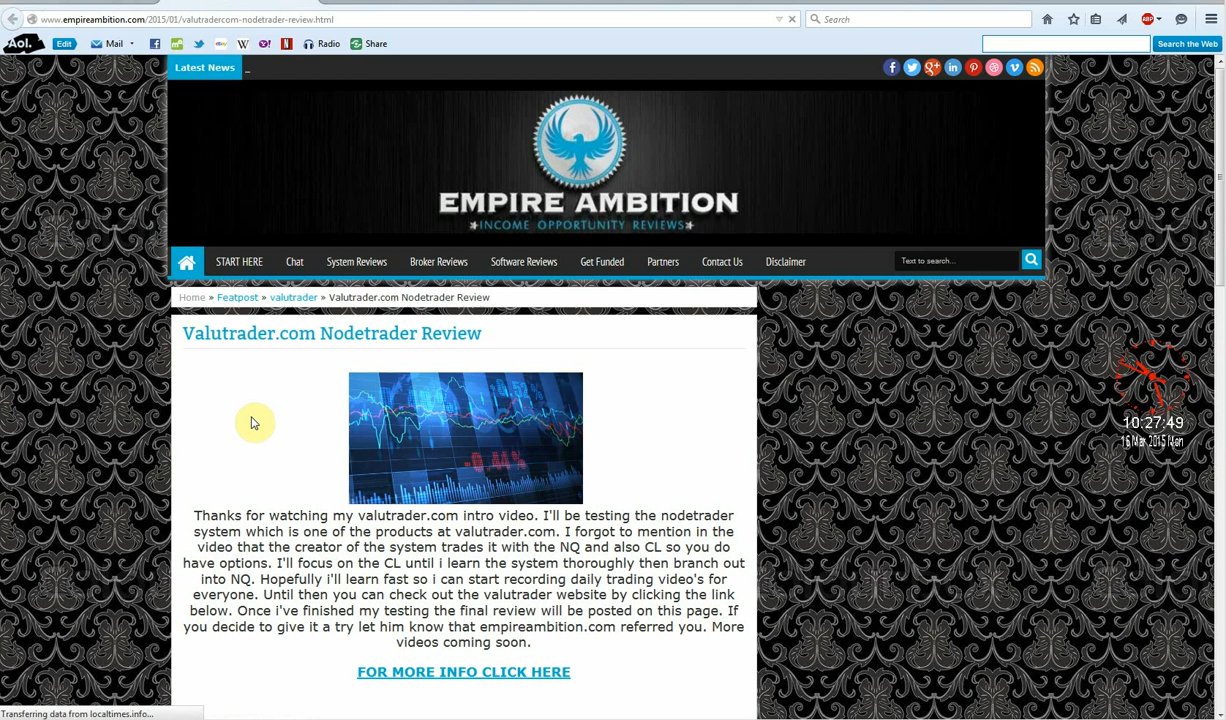 www.empireambition.com/2015/01/valutradercom-nodetrader-review.html
Search
ABP
Aol.
Edit
Mail
ebay
W
Y!
N
Radio
Share
Search the Web
Latest News
_
EMPIRE AMBITION
INCOME OPPORTUNITY REVIEWS
START HERE
Chat
System Reviews
Broker Reviews
Software Reviews
Get Funded
Partners
Contact Us
Disclaimer
Text to search...
Home » Featpost » valutrader » Valutrader.com Nodetrader Review
Valutrader.com Nodetrader Review
-0.44%
Thanks for watching my valutrader.com intro video. I'll be testing the nodetrader
system which is one of the products at valutrader.com. I forgot to mention in the
video that the creator of the system trades it with the NQ and also CL so you do
have options. I'll focus on the CL until i learn the system thoroughly then branch out
into NQ. Hopefully i'll learn fast so i can start recording daily trading video's for
everyone. Until then you can check out the valutrader website by clicking the link
below. Once i've finished my testing the final review will be posted on this page. If
you decide to give it a try let him know that empireambition.com referred you. More
videos coming soon.
FOR MORE INFO CLICK HERE
10:27:49
16 Mar 2015 Mon
Transferring data from localtimes.info...